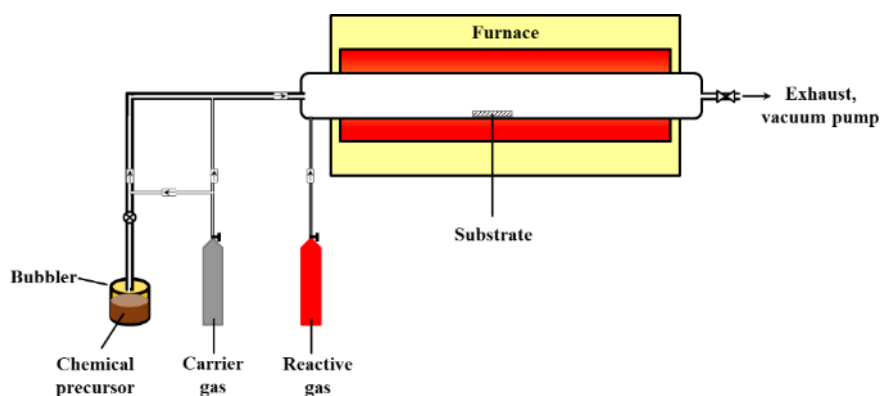 Furnace
Exhaust,
vacuum pump
Substrate
Bubbler
Chemical
precursor
Carrier
gas
Reactive
gas